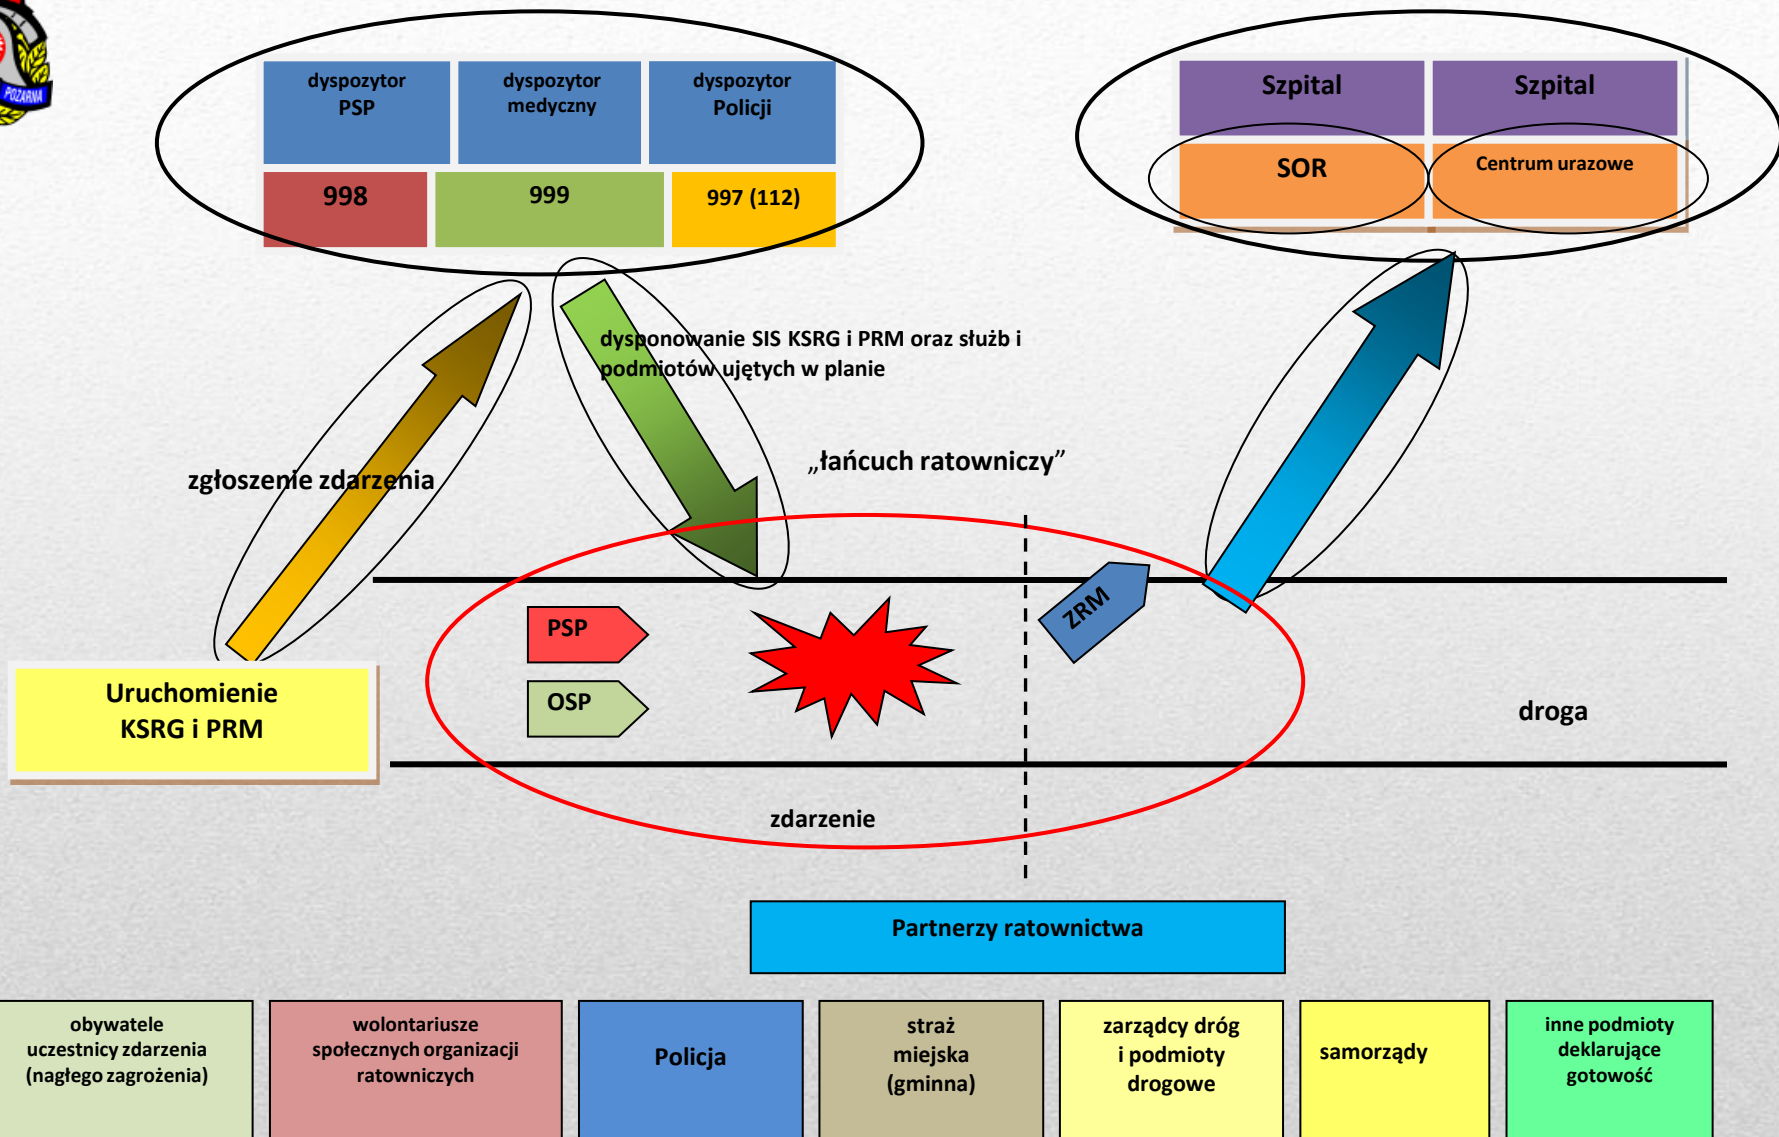 POŻARNA
dyspozytor
PSP
dyspozytor
medyczny
dyspozytor
Policji
998
999
997 (112)
Szpital
Szpital
SOR
Centrum urazowe
dysponowanie SIS KSRG i PRM oraz służb i
podmiotów ujętych w planie
„łańcuch ratowniczy”
zgłoszenie zdarzenia
ZRM
PSP
OSP
Uruchomienie
KSRG i PRM
droga
zdarzenie
Partnerzy ratownictwa
obywatele
uczestnicy zdarzenia
(nagłego zagrożenia)
wolontariusze
społecznych organizacji
ratowniczych
Policja
straż
miejska
(gminna)
zarządcy dróg
i podmioty
drogowe
samorządy
inne podmioty
deklarujące
gotowość